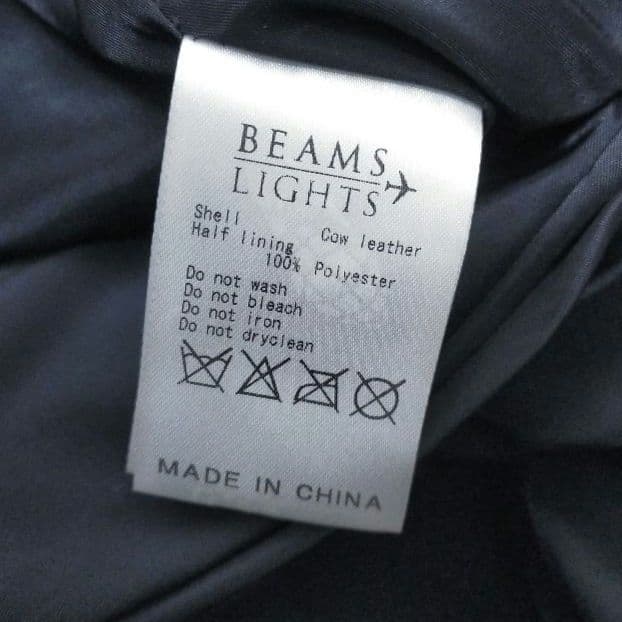 BEAMS
LIGHTS
Shell
Cow leather
Half lining
100% Polyester
Do not wash
Do not bleach
Do not iron
Do not dryclean
MADE IN CHINA